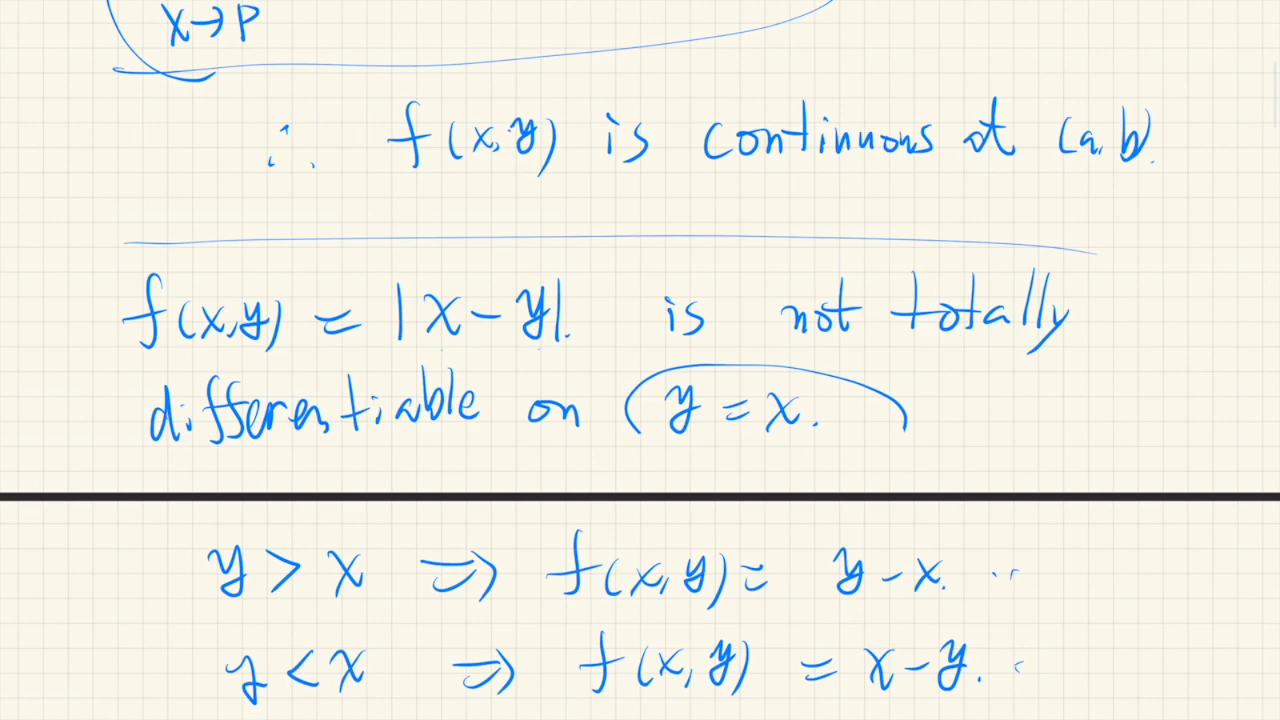 x→p
∴ f(x,y) is continuous at (a,b).
f(x,y) = |x-y|. is not totally
differentiable on (y=x.)
y > x ⇒ f(x,y) = y-x. ..
y < x ⇒ f(x,y) = x-y.